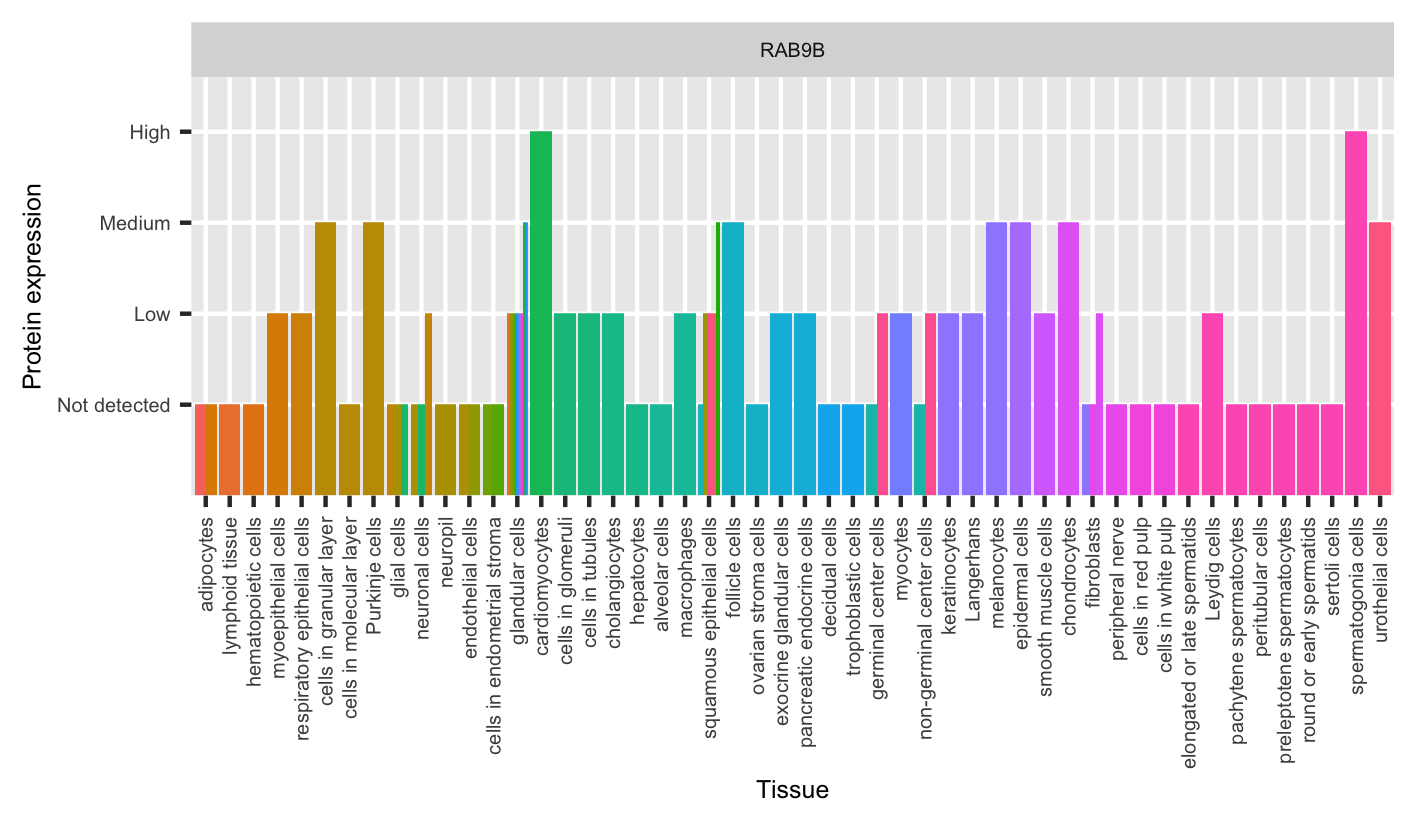 RAB9B
High
Medium
Low
Not detected
Protein expression
adipocytes
lymphoid tissue
hematopoietic cells
myoepithelial cells
respiratory epithelial cells
cells in granular layer
cells in molecular layer
Purkinje cells
glial cells
neuronal cells
neuropil
endothelial cells
cells in endometrial stroma
glandular cells
cardiomyocytes
cells in glomeruli
cells in tubules
cholangiocytes
hepatocytes
alveolar cells
macrophages
squamous epithelial cells
follicle cells
ovarian stroma cells
exocrine glandular cells
pancreatic endocrine cells
decidual cells
trophoblastic cells
germinal center cells
myocytes
non-germinal center cells
keratinocytes
Langerhans
melanocytes
epidermal cells
smooth muscle cells
chondrocytes
fibroblasts
peripheral nerve
cells in red pulp
cells in white pulp
elongated or late spermatids
Leydig cells
pachytene spermatocytes
peritubular cells
preleptotene spermatocytes
round or early spermatids
sertoli cells
spermatogonia cells
urothelial cells
Tissue